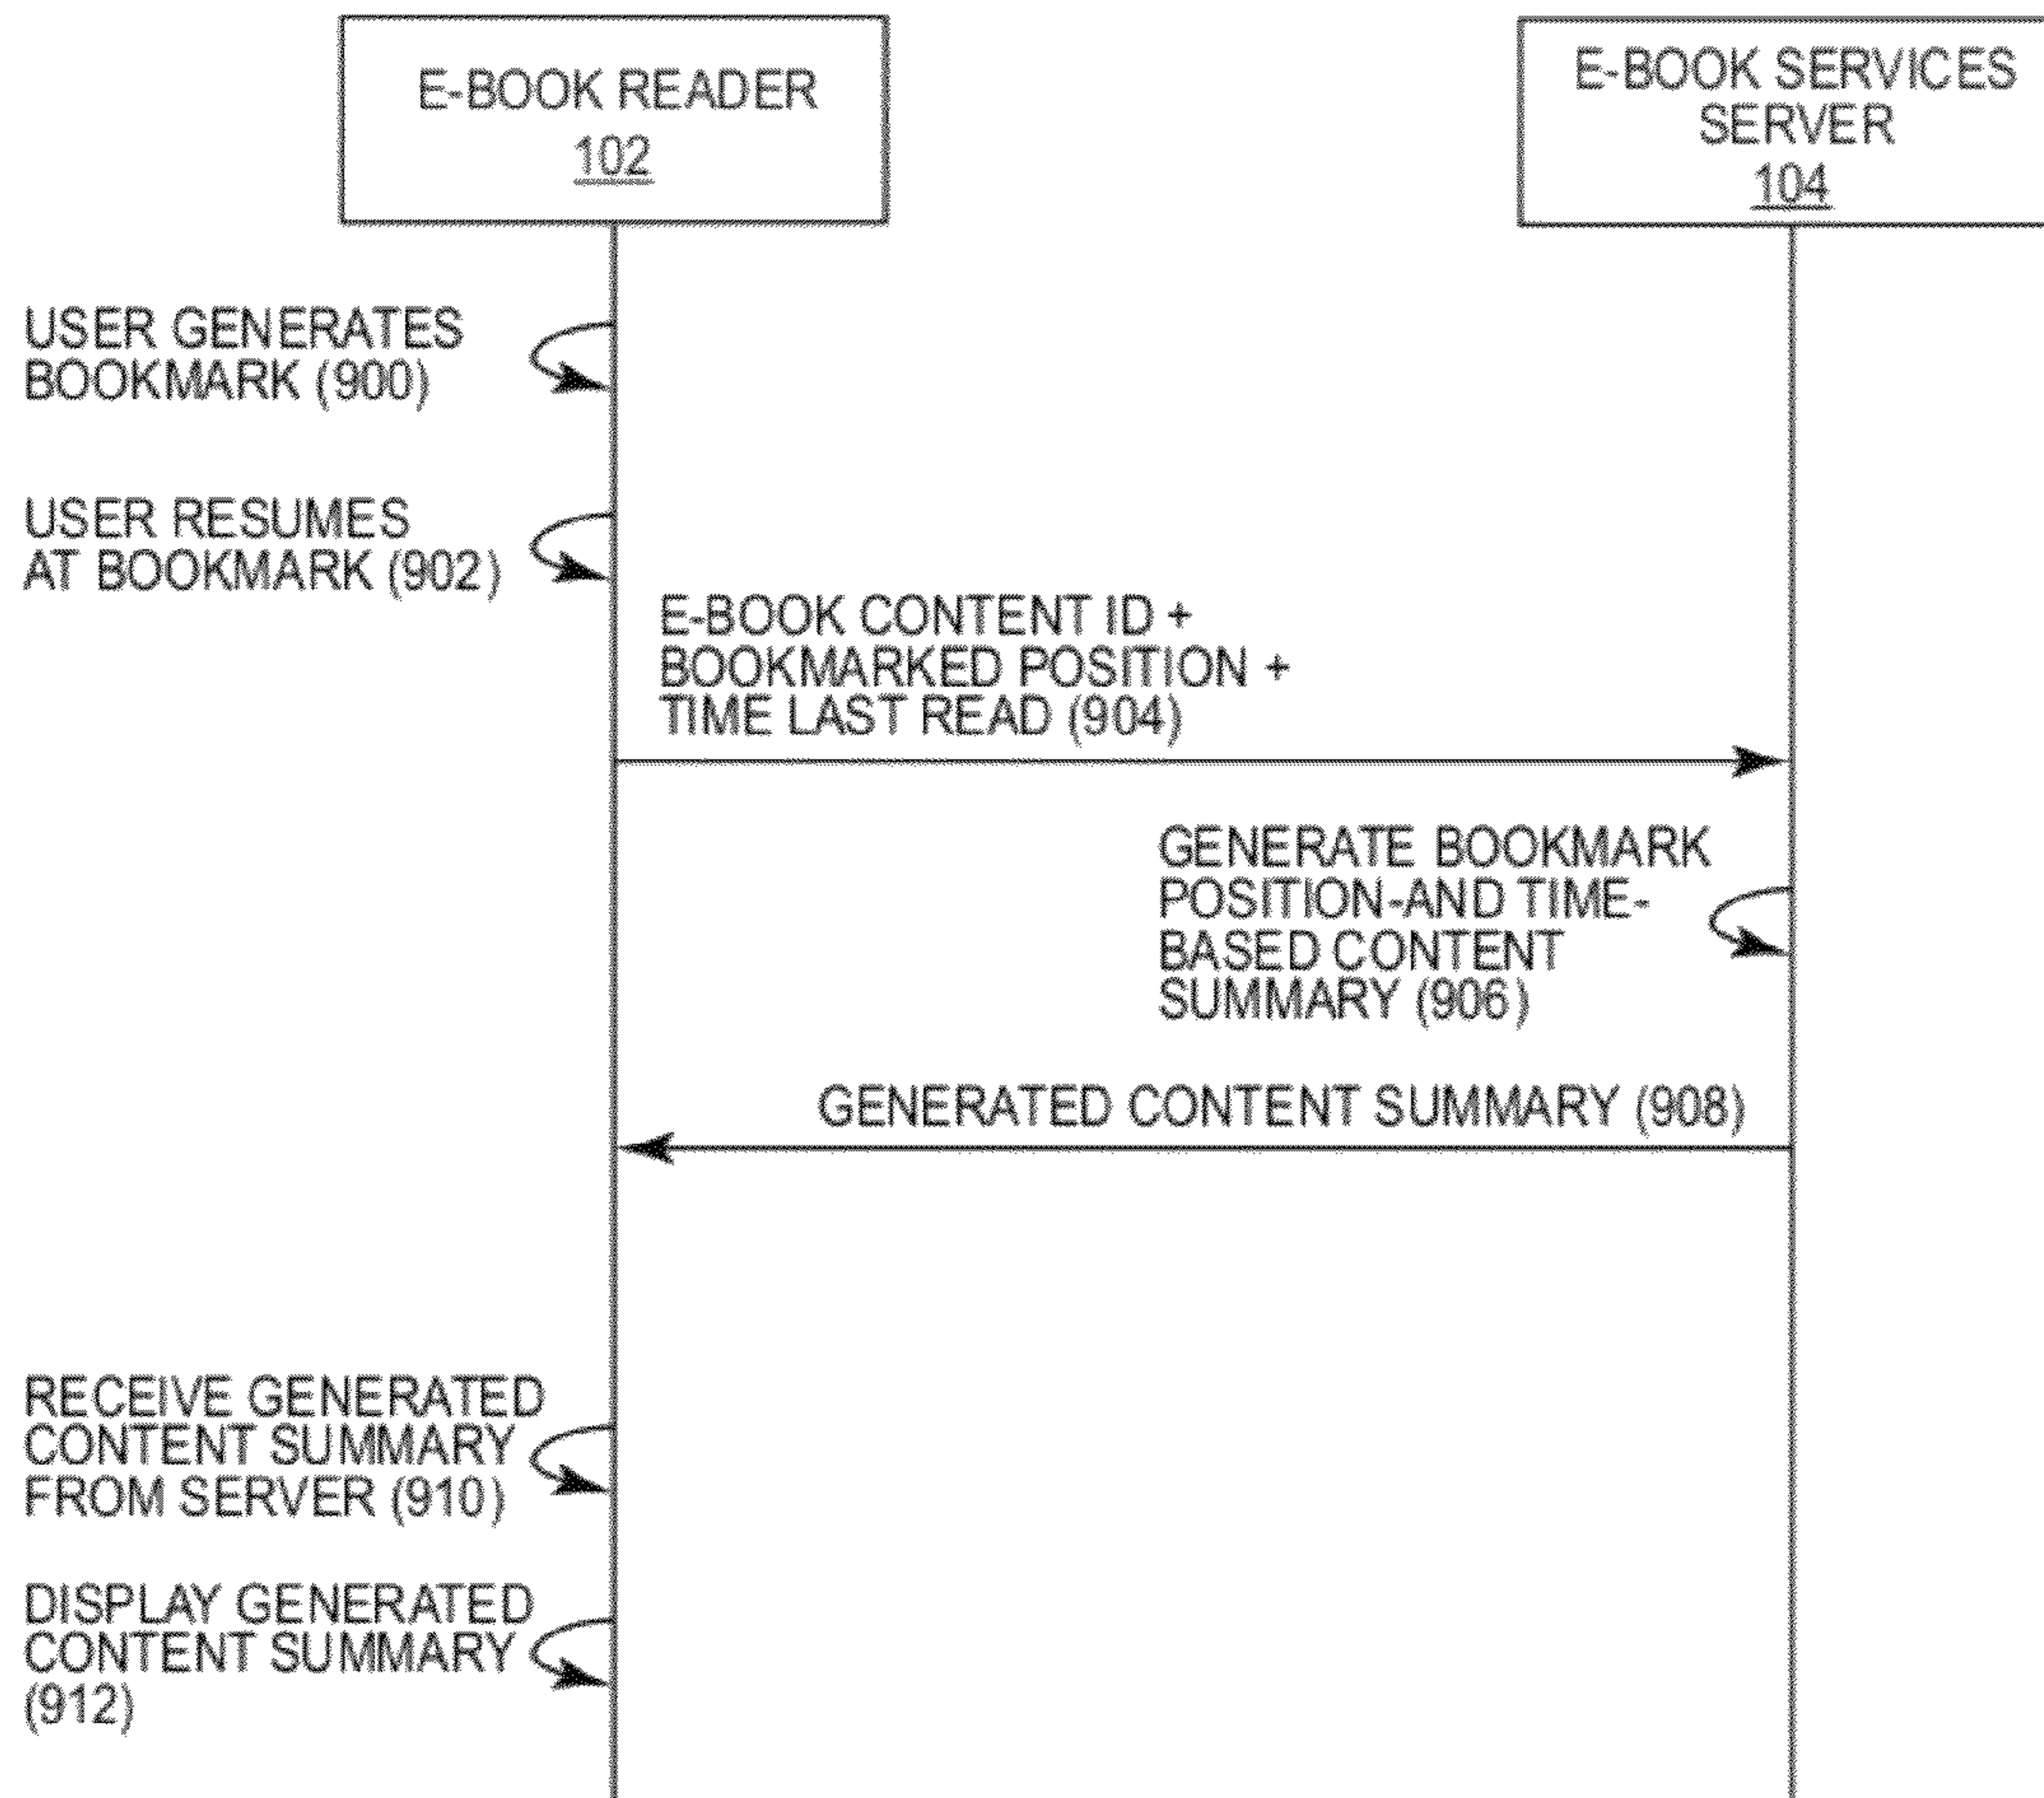 E-BOOK READER
102
E-BOOK SERVICES
SERVER
104
USER GENERATES
BOOKMARK (900)
USER RESUMES
AT BOOKMARK (902)
E-BOOK CONTENT ID +
BOOKMARKED POSITION +
TIME LAST READ (904)
GENERATE BOOKMARK
POSITION-AND TIME-
BASED CONTENT
SUMMARY (906)
GENERATED CONTENT SUMMARY (908)
RECEIVE GENERATED
CONTENT SUMMARY
FROM SERVER (910)
DISPLAY GENERATED
CONTENT SUMMARY
(912)